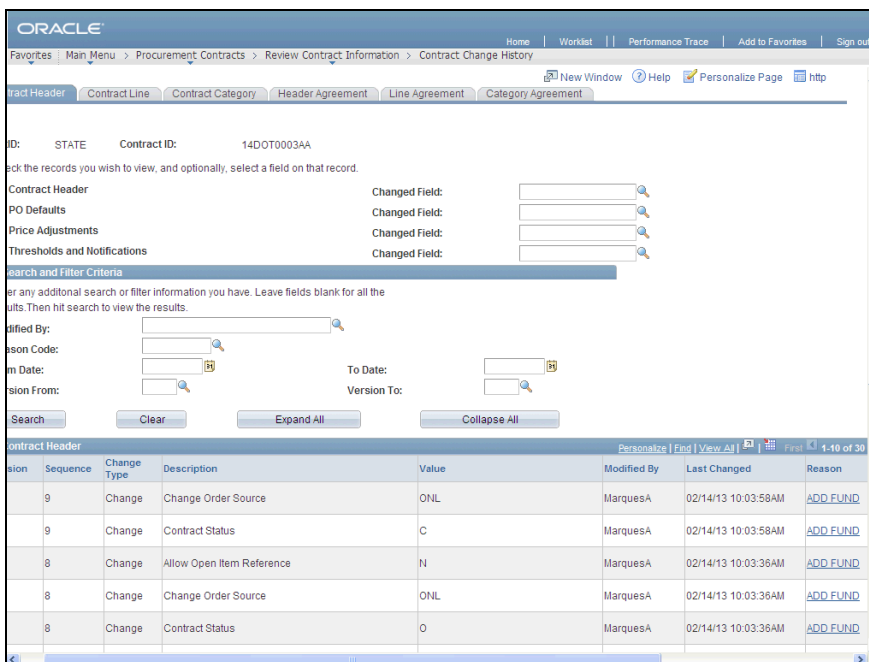 ORACLE
Home | Worklist | | Performance Trace | Add to Favorites | Sign out
Favorites | Main Menu > Procurement Contracts > Review Contract Information > Contract Change History
New Window Help Personalize Page http
tract Header Contract Line Contract Category Header Agreement Line Agreement Category Agreement
ID: STATE Contract ID: 14DOT0003AA
eck the records you wish to view, and optionally, select a field on that record.
Contract Header Changed Field:
PO Defaults Changed Field:
Price Adjustments Changed Field:
Thresholds and Notifications Changed Field:
earch and Filter Criteria
er any additonal search or filter information you have. Leave fields blank for all the
ults.Then hit search to view the results.
dified By:
ason Code:
m Date: To Date:
rsion From: Version To:
Search Clear Expand All Collapse All
ontract Header Personalize | Find | View All | | First 1-10 of 30
sion Sequence Change Type Description Value Modified By Last Changed Reason
9 Change Change Order Source ONL MarquesA 02/14/13 10:03:58AM ADD FUND
9 Change Contract Status C MarquesA 02/14/13 10:03:58AM ADD FUND
8 Change Allow Open Item Reference N MarquesA 02/14/13 10:03:36AM ADD FUND
8 Change Change Order Source ONL MarquesA 02/14/13 10:03:36AM ADD FUND
8 Change Contract Status O MarquesA 02/14/13 10:03:36AM ADD FUND